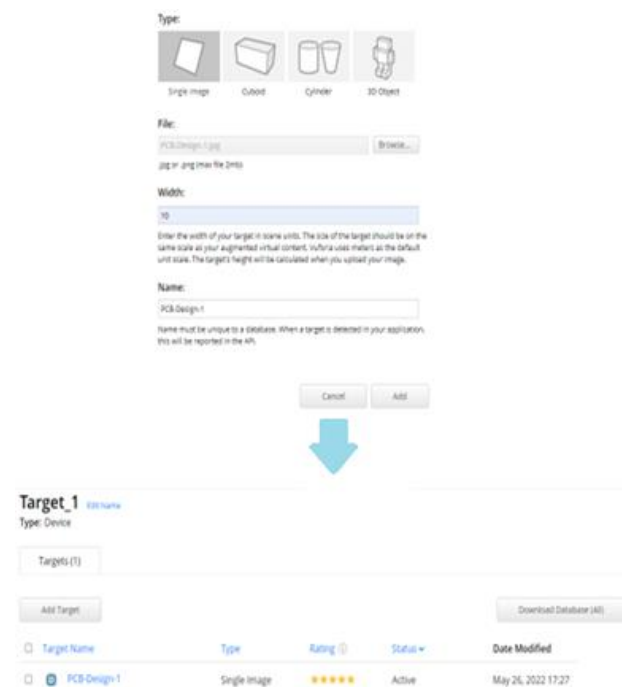 Type:
Single Image Cuboid Cylinder 3D Object
File:
PCB-Design-1.jpg Browse...
.jpg or .png (max file 2mb)
Width:
10
Enter the width of your target in scene units. The size of the target should be on the
same scale as your augmented virtual content. Vuforia uses meters as the default
unit scale. The target's height will be calculated when you upload your image.
Name:
PCB-Design-1
Name must be unique to a database. When a target is detected in your application,
this will be reported in the API.
Cancel Add
Target_1 Edit Name
Type: Device
Targets (1)
Add Target Download Database (All)
Target Name Type Rating Status Date Modified
PCB-Design-1 Single Image Active May 26, 2022 17:27